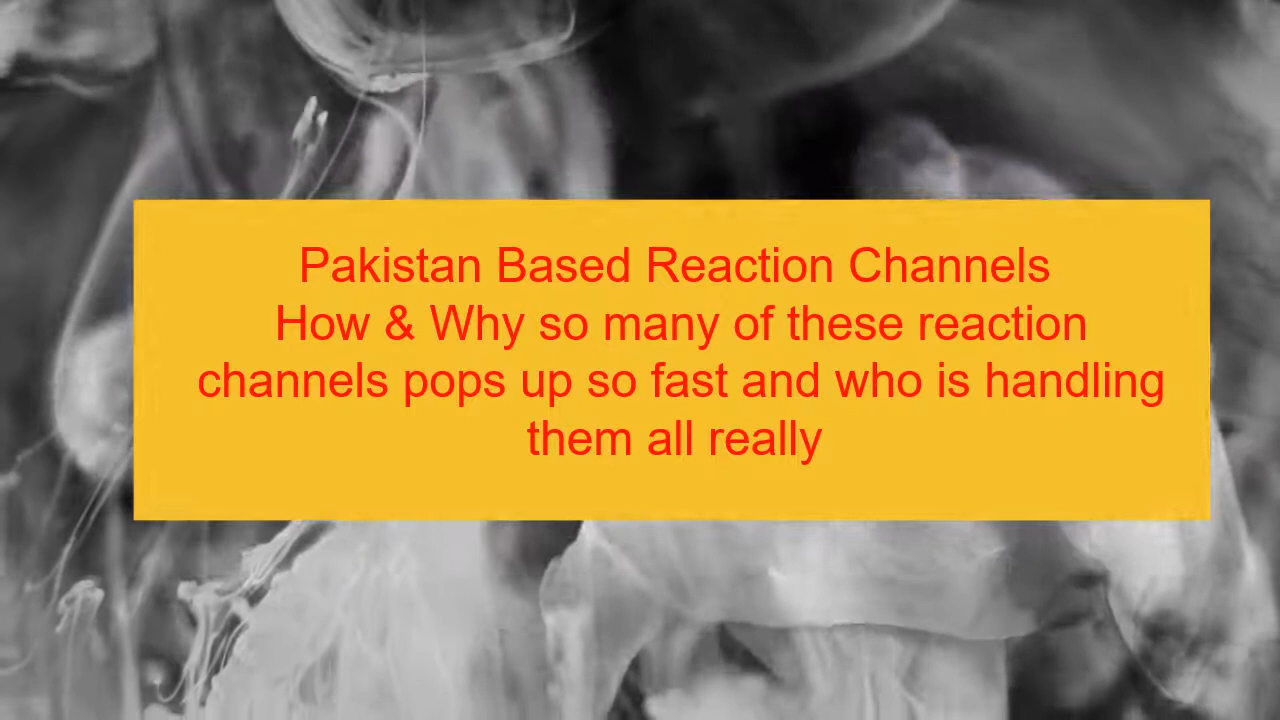 Pakistan Based Reaction Channels
How & Why so many of these reaction
channels pops up so fast and who is handling
them all really